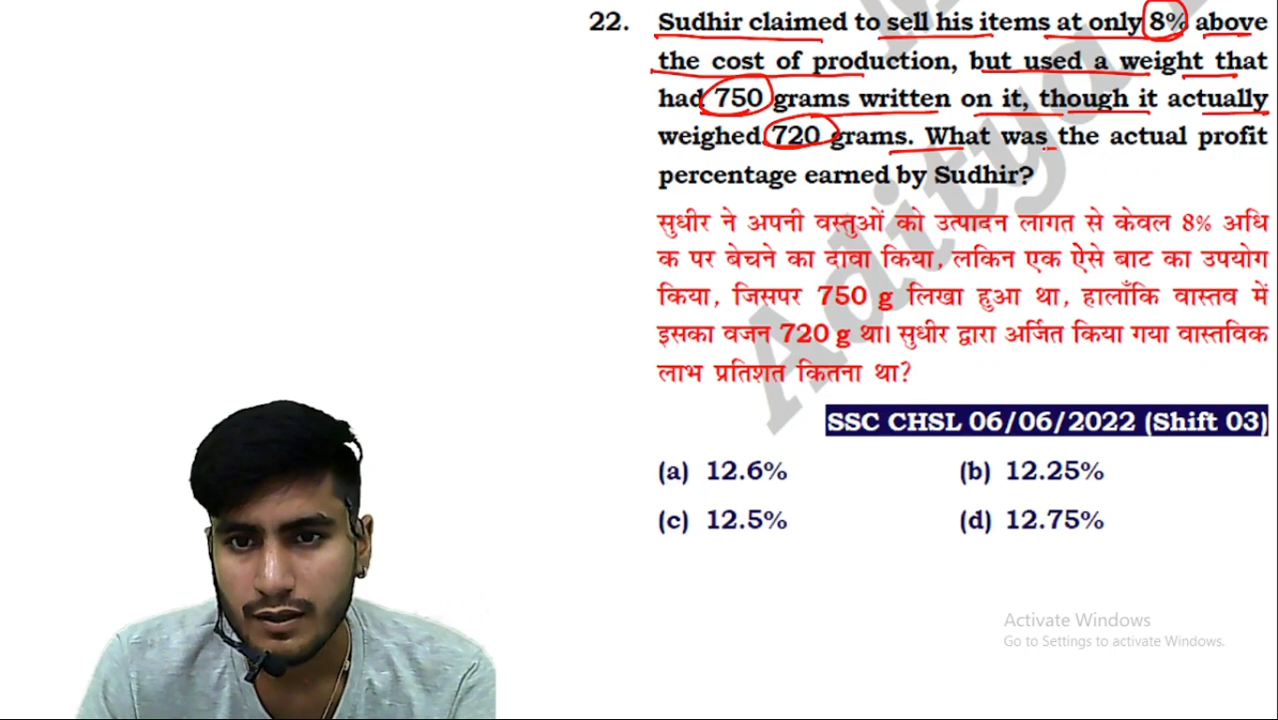 22. Sudhir claimed to sell his items at only 8% above
the cost of production, but used a weight that
had 750 grams written on it, though it actually
weighed 720 grams. What was the actual profit
percentage earned by Sudhir?
सुधीर ने अपनी वस्तुओं को उत्पादन लागत से केवल 8% अधि
क पर बेचने का दावा किया, लकिन एक ऐसे बाट का उपयोग
किया, जिसपर 750 g लिखा हुआ था, हालाँकि वास्तव में
इसका वजन 720 g था। सुधीर द्वारा अर्जित किया गया वास्तविक
लाभ प्रतिशत कितना था?
SSC CHSL 06/06/2022 (Shift 03)
(a) 12.6% (b) 12.25%
(c) 12.5% (d) 12.75%
Activate Windows
Go to Settings to activate Windows.
Aditya